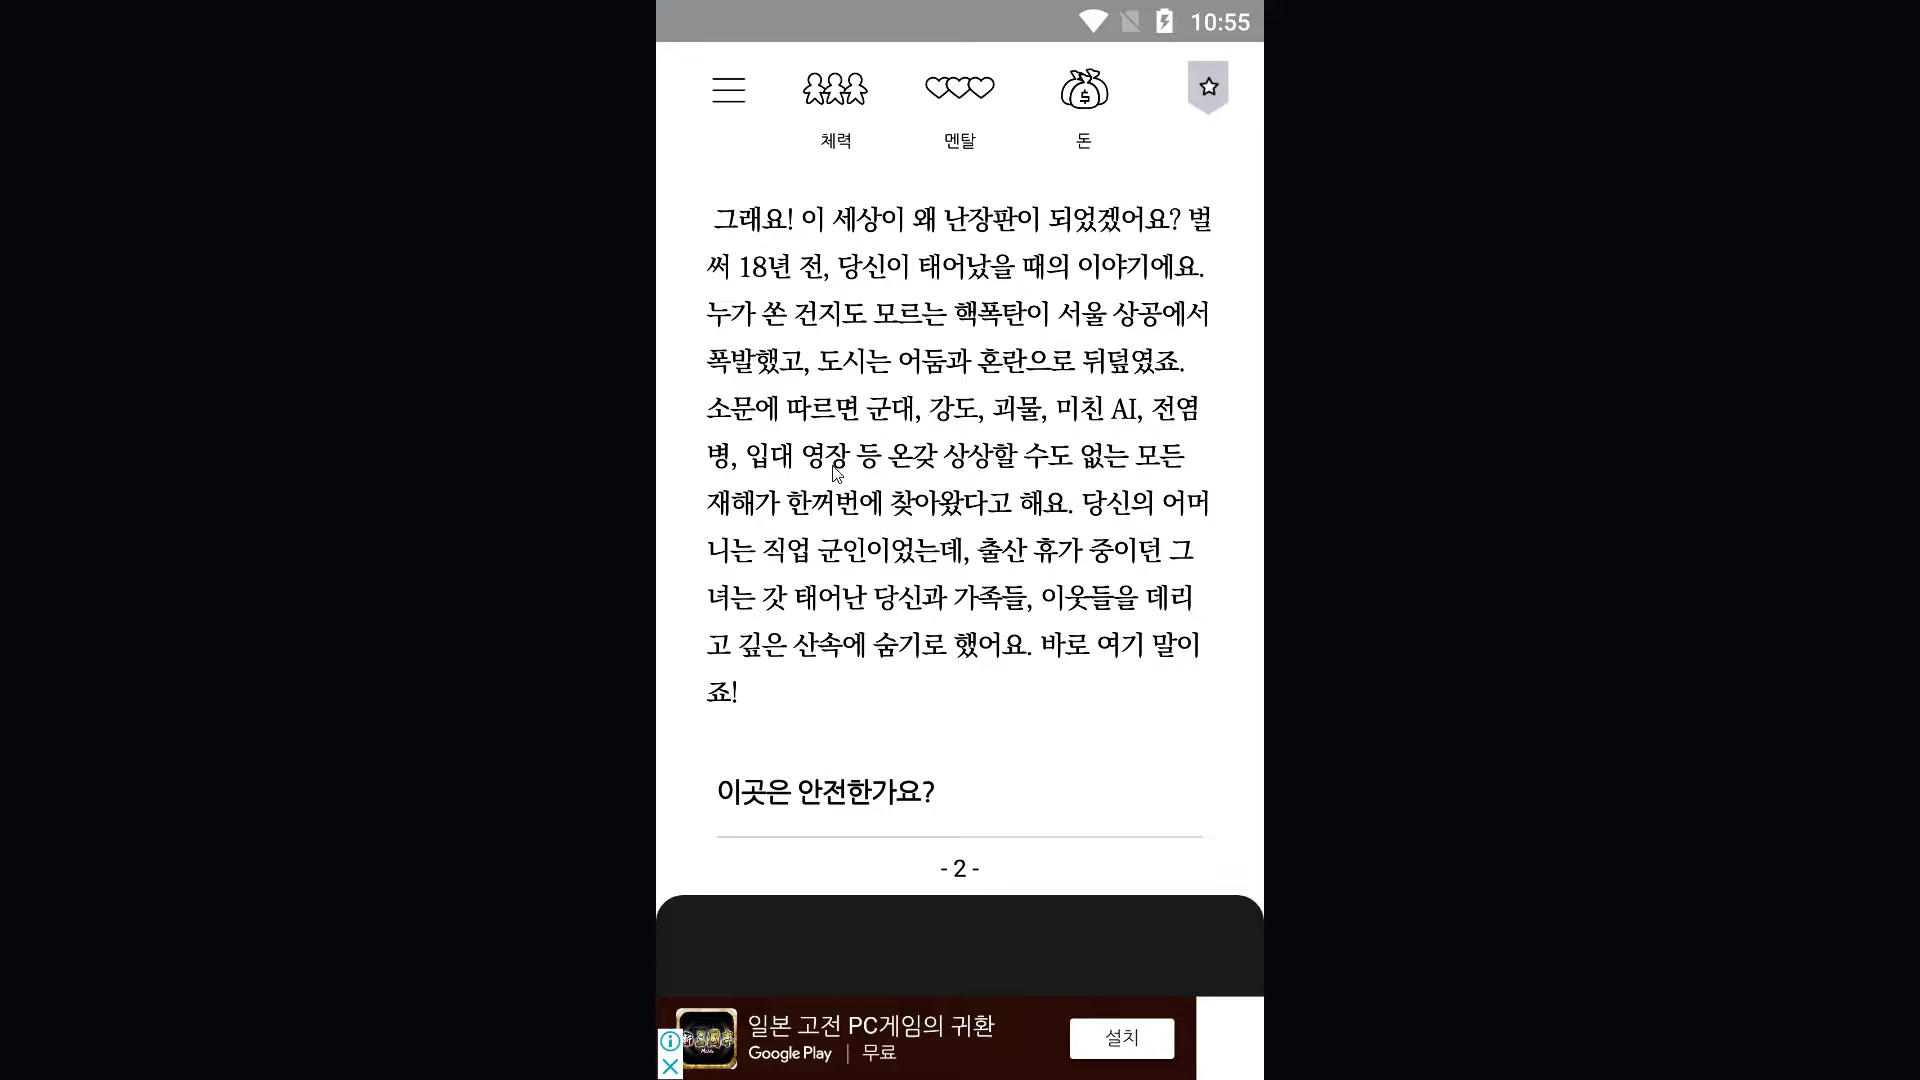 10:55
체력
멘탈
돈
그래요! 이 세상이 왜 난장판이 되었겠어요? 벌
써 18년 전, 당신이 태어났을 때의 이야기에요.
누가 쏜 건지도 모르는 핵폭탄이 서울 상공에서
폭발했고, 도시는 어둠과 혼란으로 뒤덮였죠.
소문에 따르면 군대, 강도, 괴물, 미친 AI, 전염
병, 입대 영장 등 온갖 상상할 수도 없는 모든
재해가 한꺼번에 찾아왔다고 해요. 당신의 어머
니는 직업 군인이었는데, 출산 휴가 중이던 그
녀는 갓 태어난 당신과 가족들, 이웃들을 데리
고 깊은 산속에 숨기로 했어요. 바로 여기 말이
죠!
이곳은 안전한가요?
- 2 -
일본 고전 PC게임의 귀환
Google Play | 무료
설치